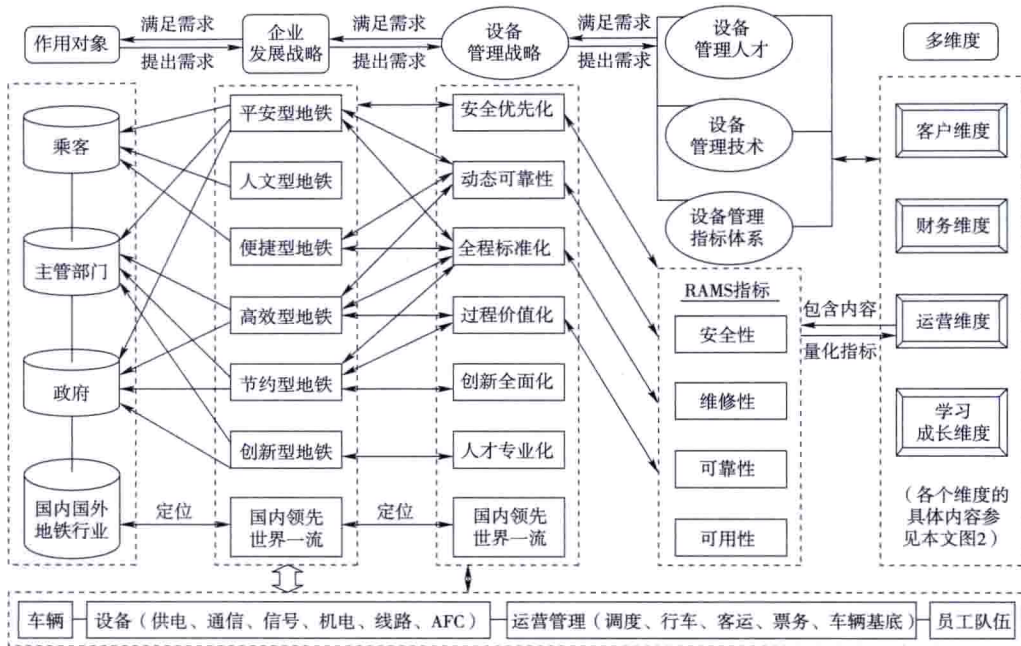 作用对象
满足需求
提出需求
企业
发展战略
满足需求
提出需求
设备
管理战略
满足需求
提出需求
设备
管理人才
多维度
乘客
主管部门
政府
国内国外
地铁行业
定位
平安型地铁
人文型地铁
便捷型地铁
高效型地铁
节约型地铁
创新型地铁
国内领先
世界一流
定位
安全优先化
动态可靠性
全程标准化
过程价值化
创新全面化
人才专业化
国内领先
世界一流
设备
管理技术
设备管理
指标体系
RAMS指标
安全性
维修性
可靠性
可用性
包含内容
量化指标
客户维度
财务维度
运营维度
学习
成长维度
（各个维度的
具体内容参
见本文图2）
车辆
设备（供电、通信、信号、机电、线路、AFC）
运营管理（调度、行车、客运、票务、车辆基底）
员工队伍